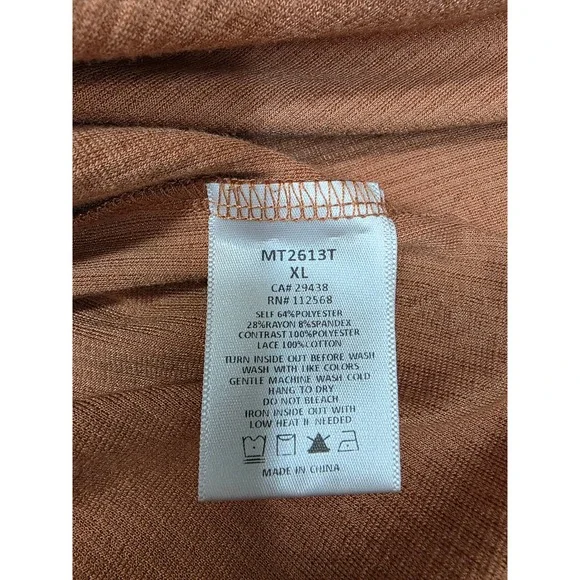 MT2613T
XL
CA# 29438
RN# 112568
SELF 64%POLYESTER
28%RAYON 8%SPANDEX
CONTRAST 100%POLYESTER
LACE 100%COTTON
TURN INSIDE OUT BEFORE WASH
WASH WITH LIKE COLORS
GENTLE MACHINE WASH COLD
HANG TO DRY
DO NOT BLEACH
IRON INSIDE OUT WITH
LOW HEAT IF NEEDED
MADE IN CHINA